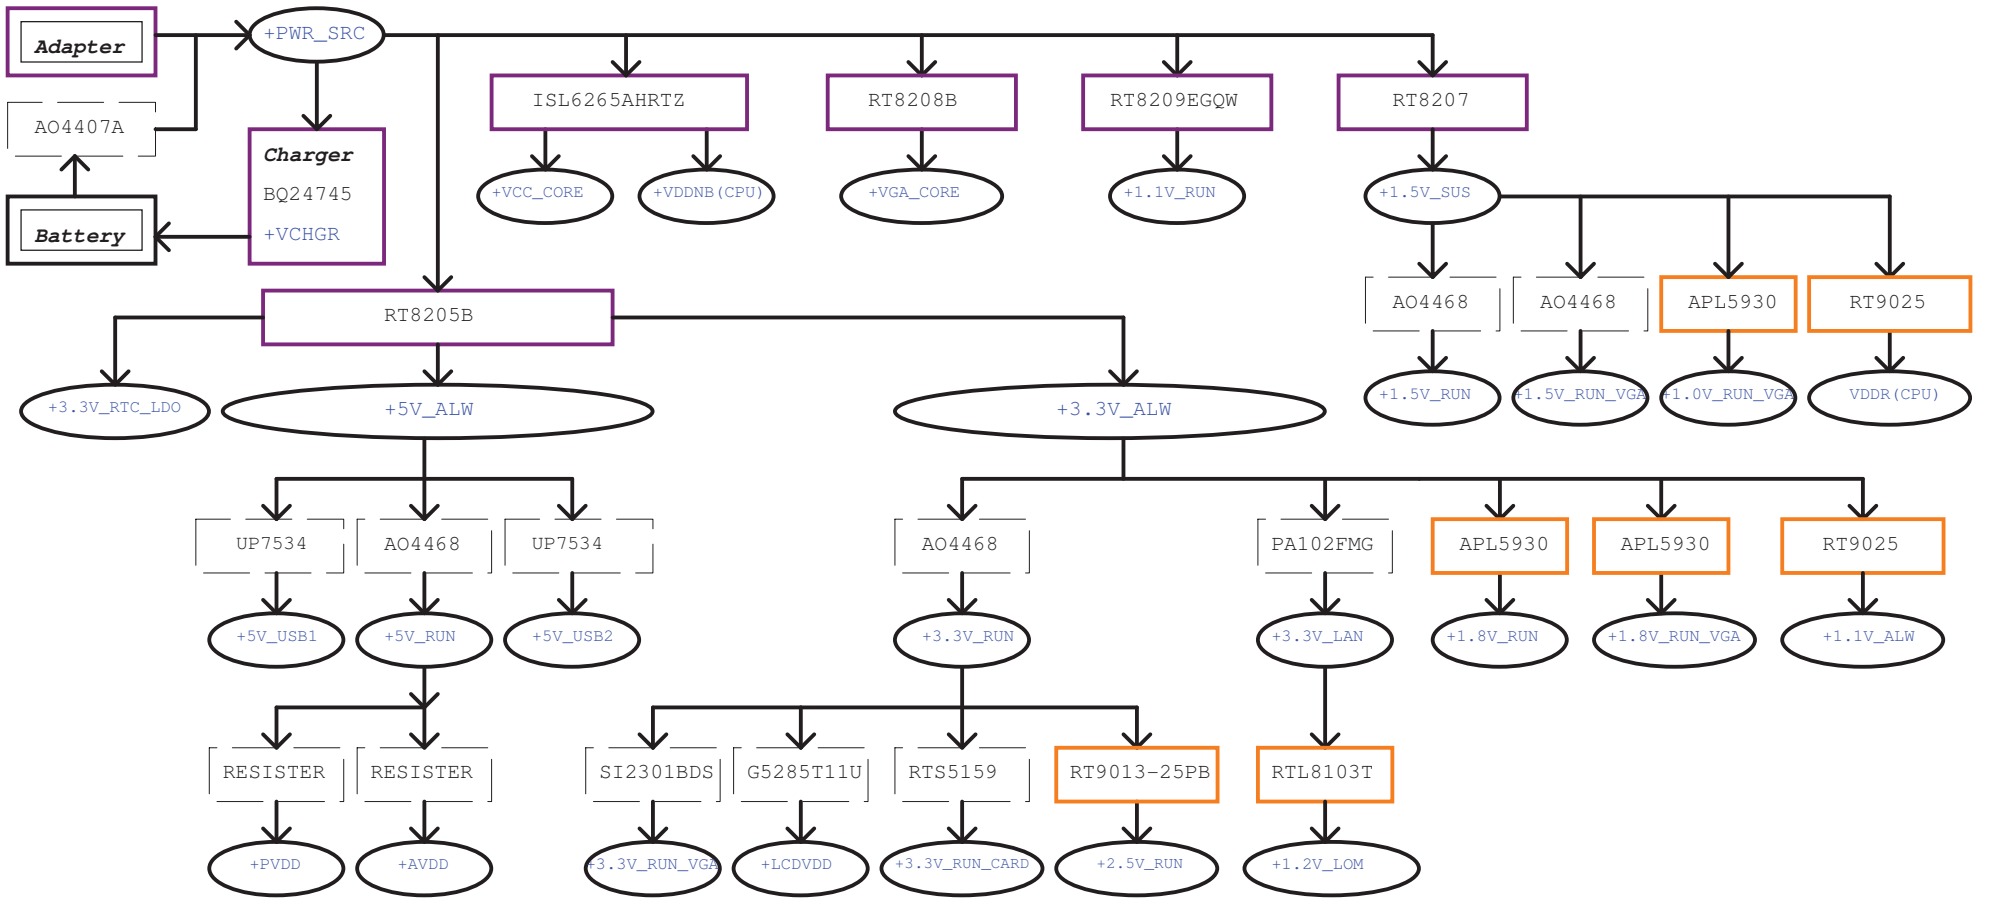 Adapter
+PWR_SRC
AO4407A
Charger
BQ24745
+VCHGR
Battery
ISL6265AHRTZ
RT8208B
RT8209EGQW
RT8207
+VCC_CORE
+VDDNB(CPU)
+VGA_CORE
+1.1V_RUN
+1.5V_SUS
AO4468
AO4468
APL5930
RT9025
RT8205B
+1.5V_RUN
+1.5V_RUN_VGA
+1.0V_RUN_VGA
VDDR(CPU)
+3.3V_RTC_LDO
+5V_ALW
+3.3V_ALW
UP7534
AO4468
UP7534
AO4468
PA102FMG
APL5930
APL5930
RT9025
+5V_USB1
+5V_RUN
+5V_USB2
+3.3V_RUN
+3.3V_LAN
+1.8V_RUN
+1.8V_RUN_VGA
+1.1V_ALW
RESISTER
RESISTER
SI2301BDS
G5285T11U
RTS5159
RT9013-25PB
RTL8103T
+PVDD
+AVDD
+3.3V_RUN_VGA
+LCDVDD
+3.3V_RUN_CARD
+2.5V_RUN
+1.2V_LOM